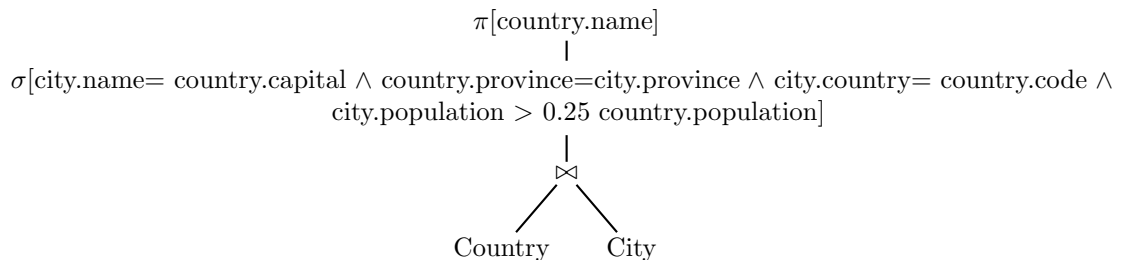 π[country.name]
σ[city.name= country.capital ∧ country.province=city.province ∧ city.country= country.code ∧
city.population > 0.25 country.population]
⋈
Country City